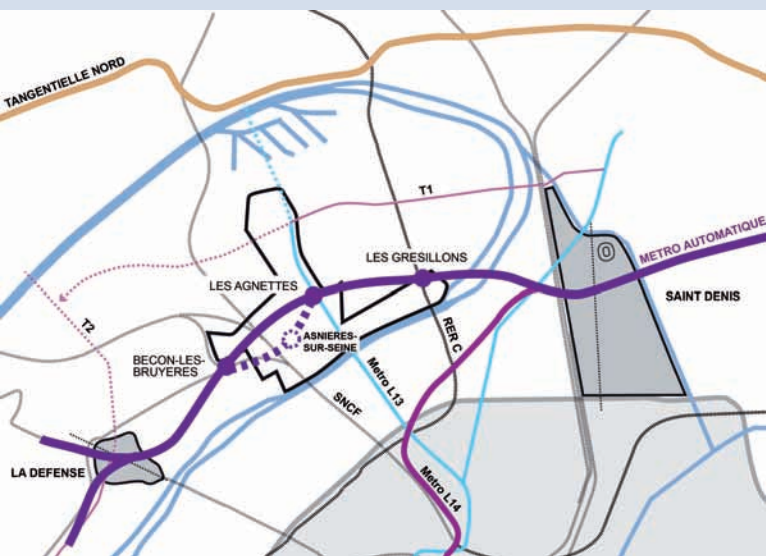 TANGENTIELLE NORD
T1
METRO AUTOMATIQUE
LES GRESILLONS
LES AGNETTES
SAINT DENIS
T2
RER C
ASNIERES-
SUR-SEINE
BECON-LES-
BRUYERES
Metro L13
SNCF
LA DEFENSE
Metro L14